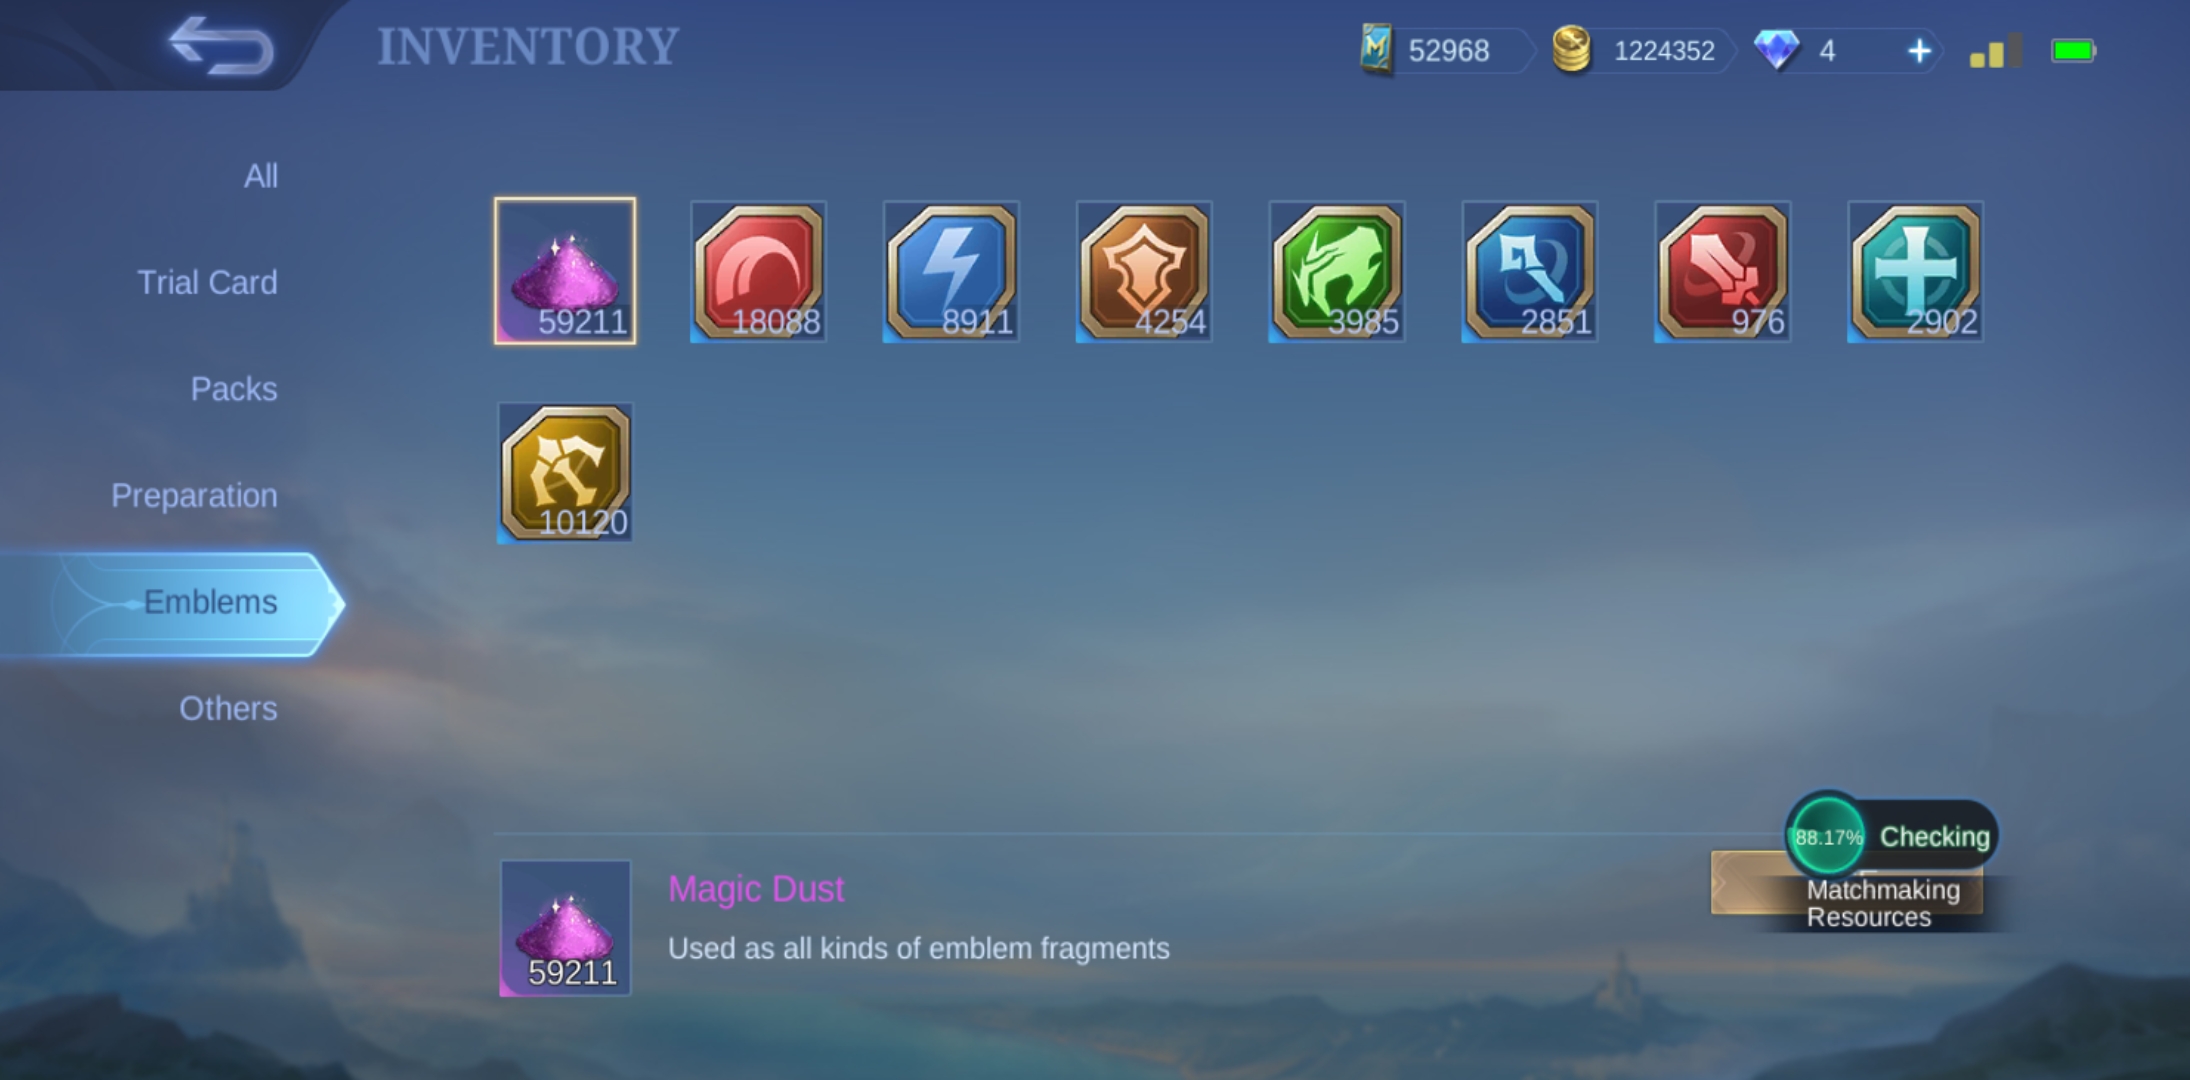 INVENTORY
52968
1224352
4
All
Trial Card
Packs
Preparation
Emblems
Others
59211
18088
8911
4254
3985
2851
976
2902
10120
88.17%
Checking
Matchmaking
Resources
Magic Dust
Used as all kinds of emblem fragments
59211